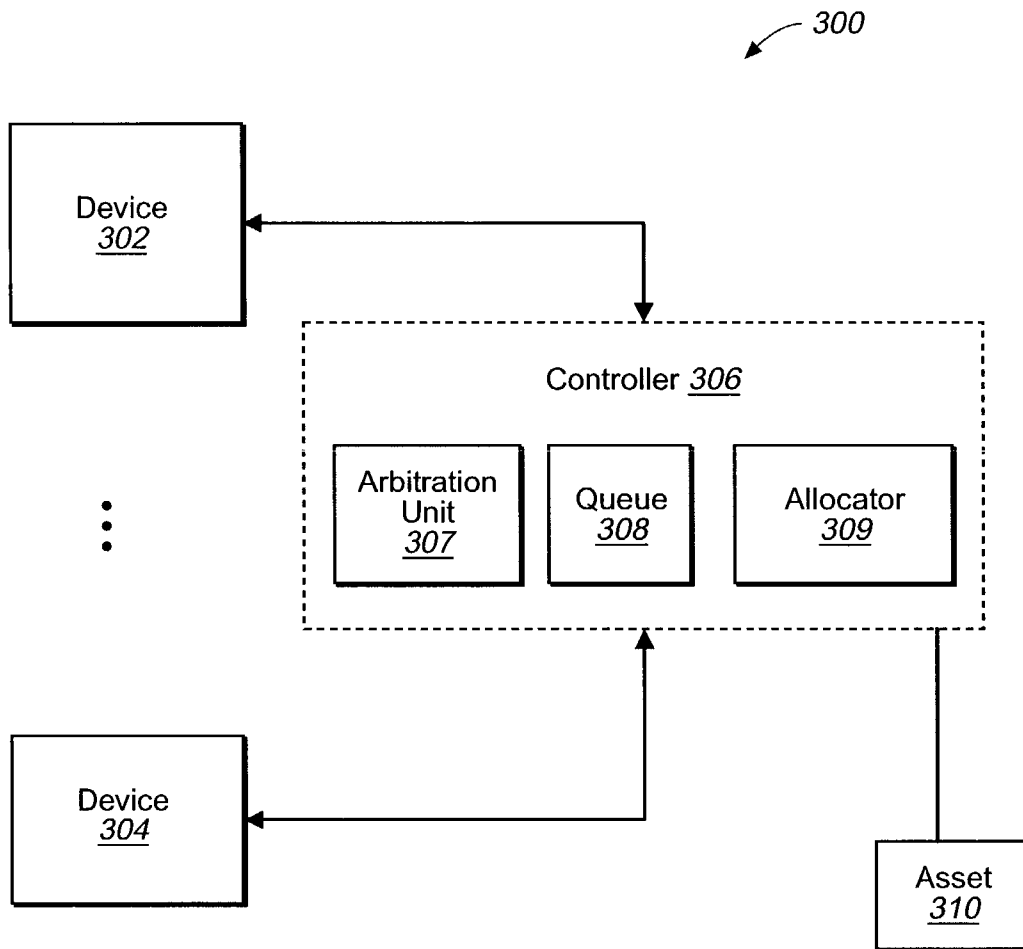 300
Device
302
Controller 306
Arbitration
Unit
307
Queue
308
Allocator
309
Device
304
Asset
310